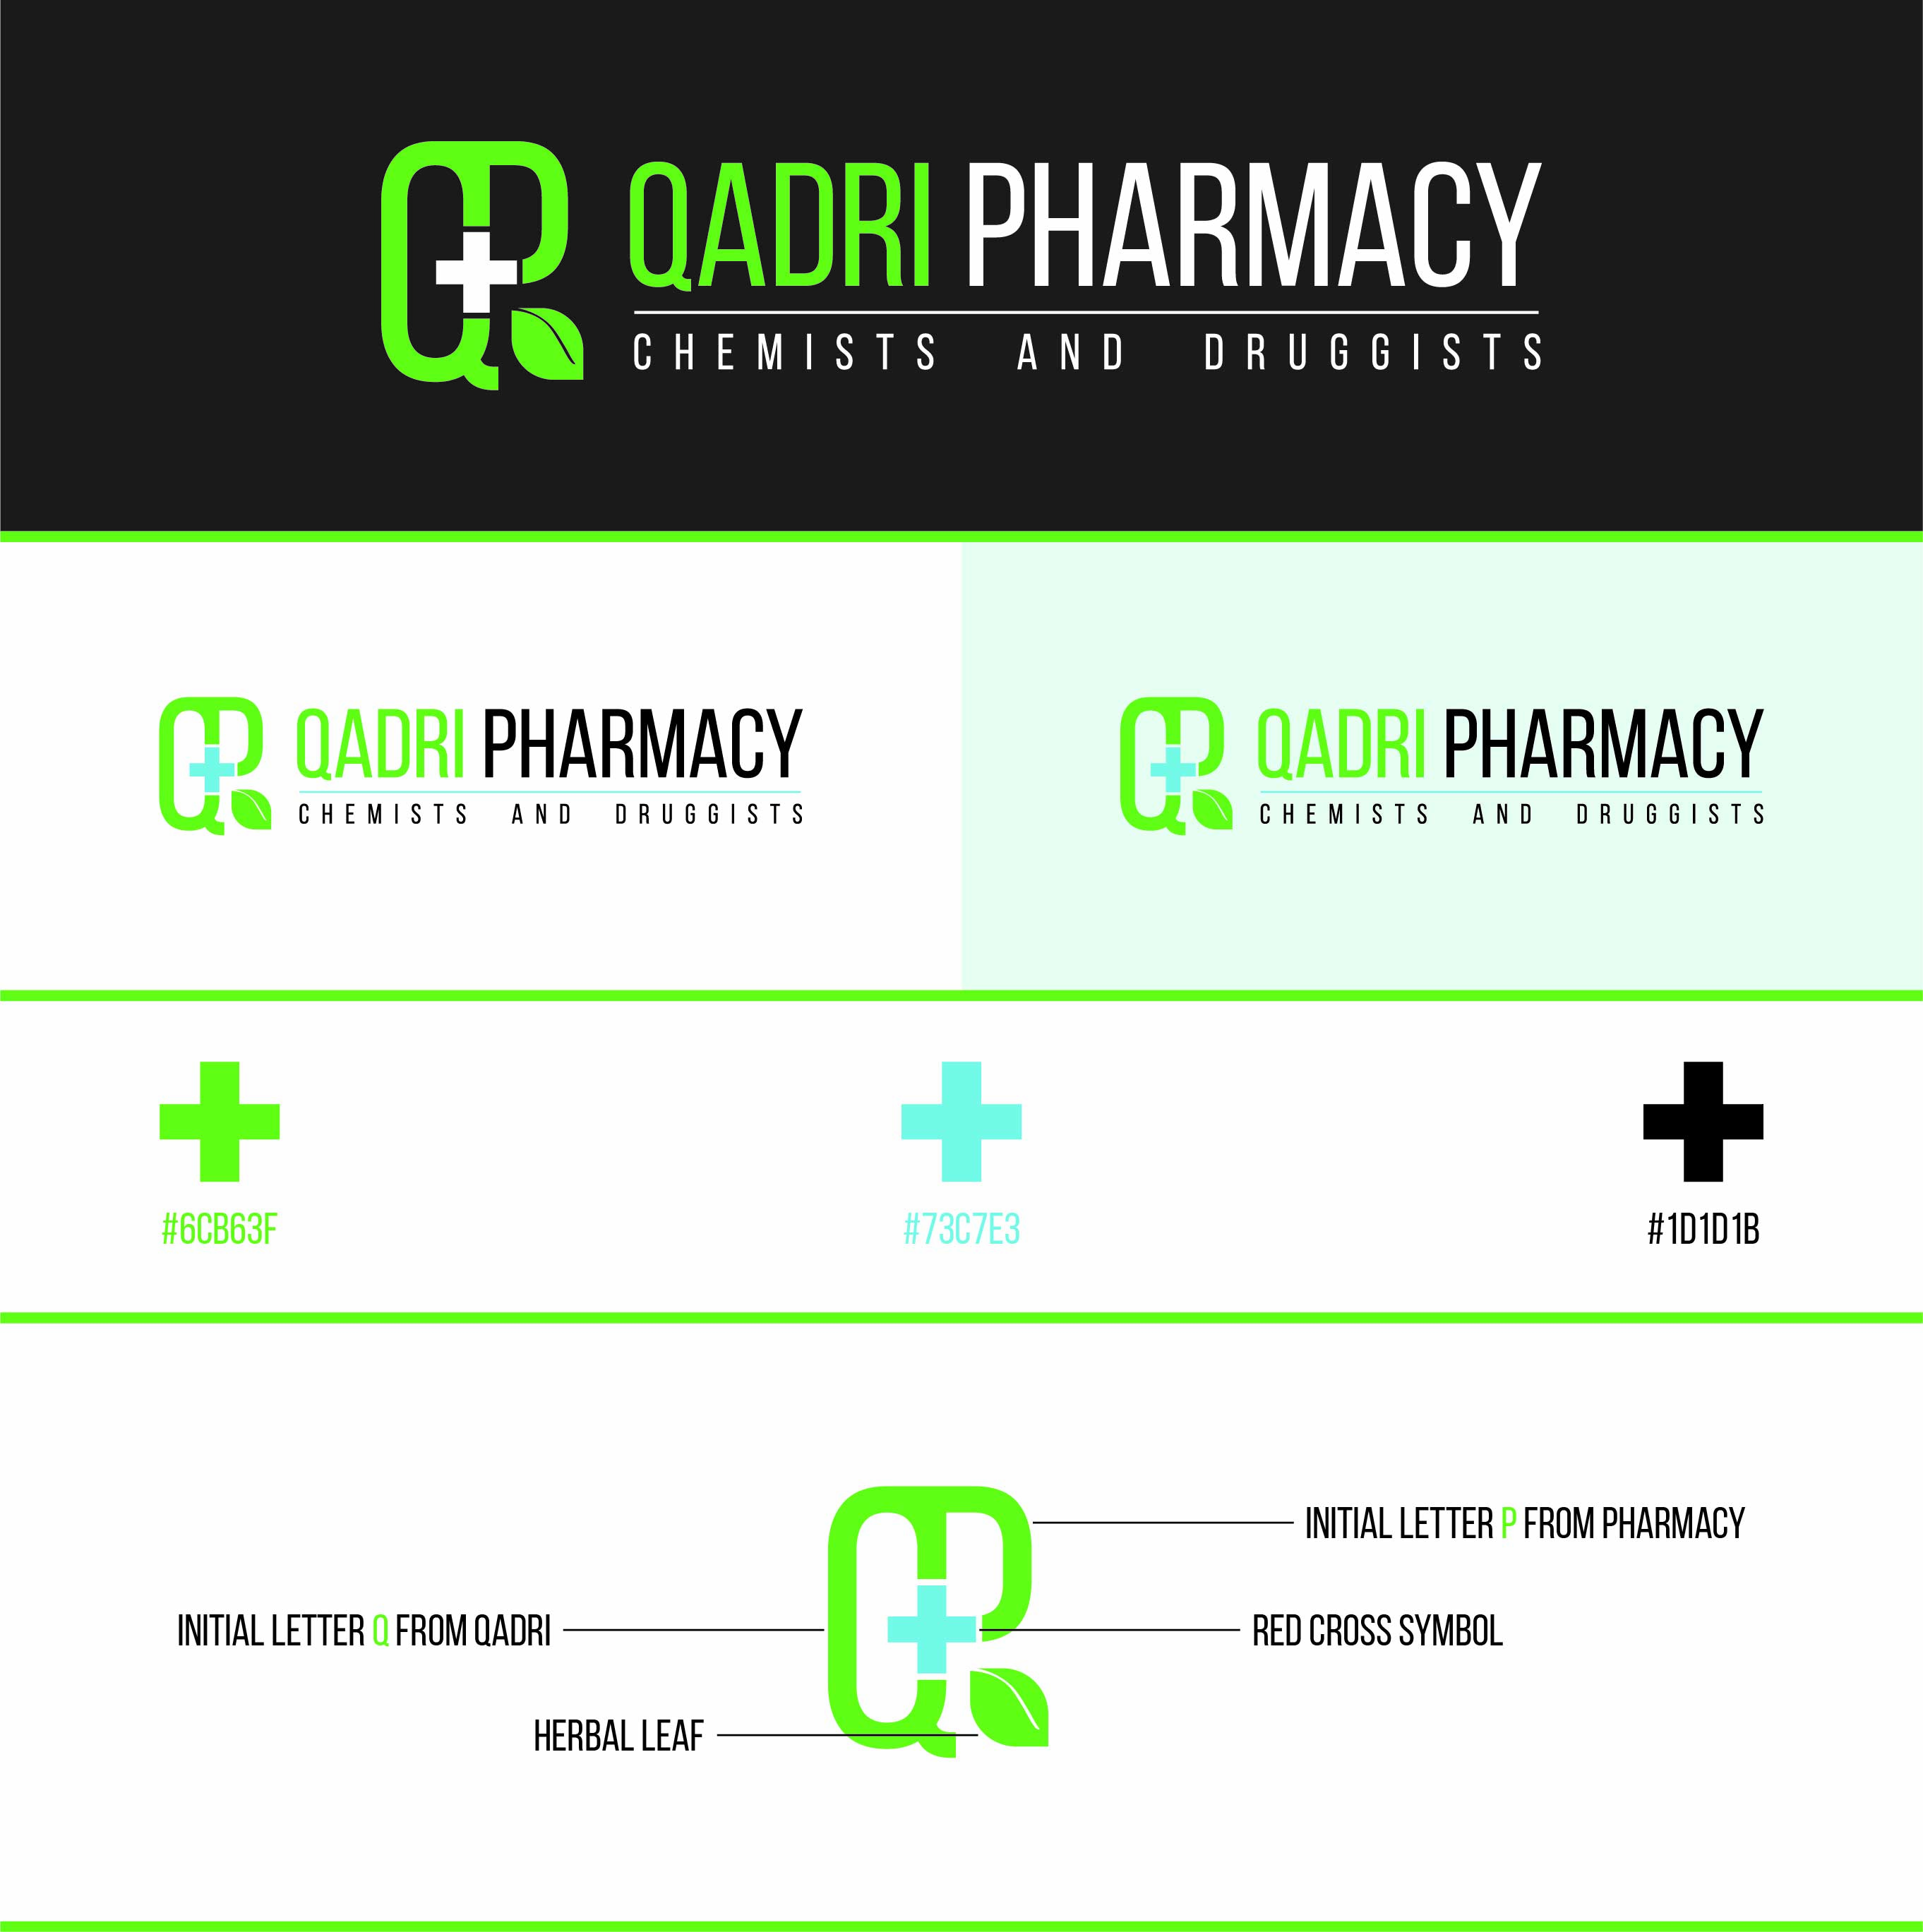 QADRI PHARMACY
CHEMISTS AND DRUGGISTS
QADRI PHARMACY
CHEMISTS AND DRUGGISTS
QADRI PHARMACY
CHEMISTS AND DRUGGISTS
#6CB63F
#73C7E3
#1D1D1B
INITIAL LETTER P FROM PHARMACY
INITIAL LETTER Q FROM QADRI
RED CROSS SYMBOL
HERBAL LEAF